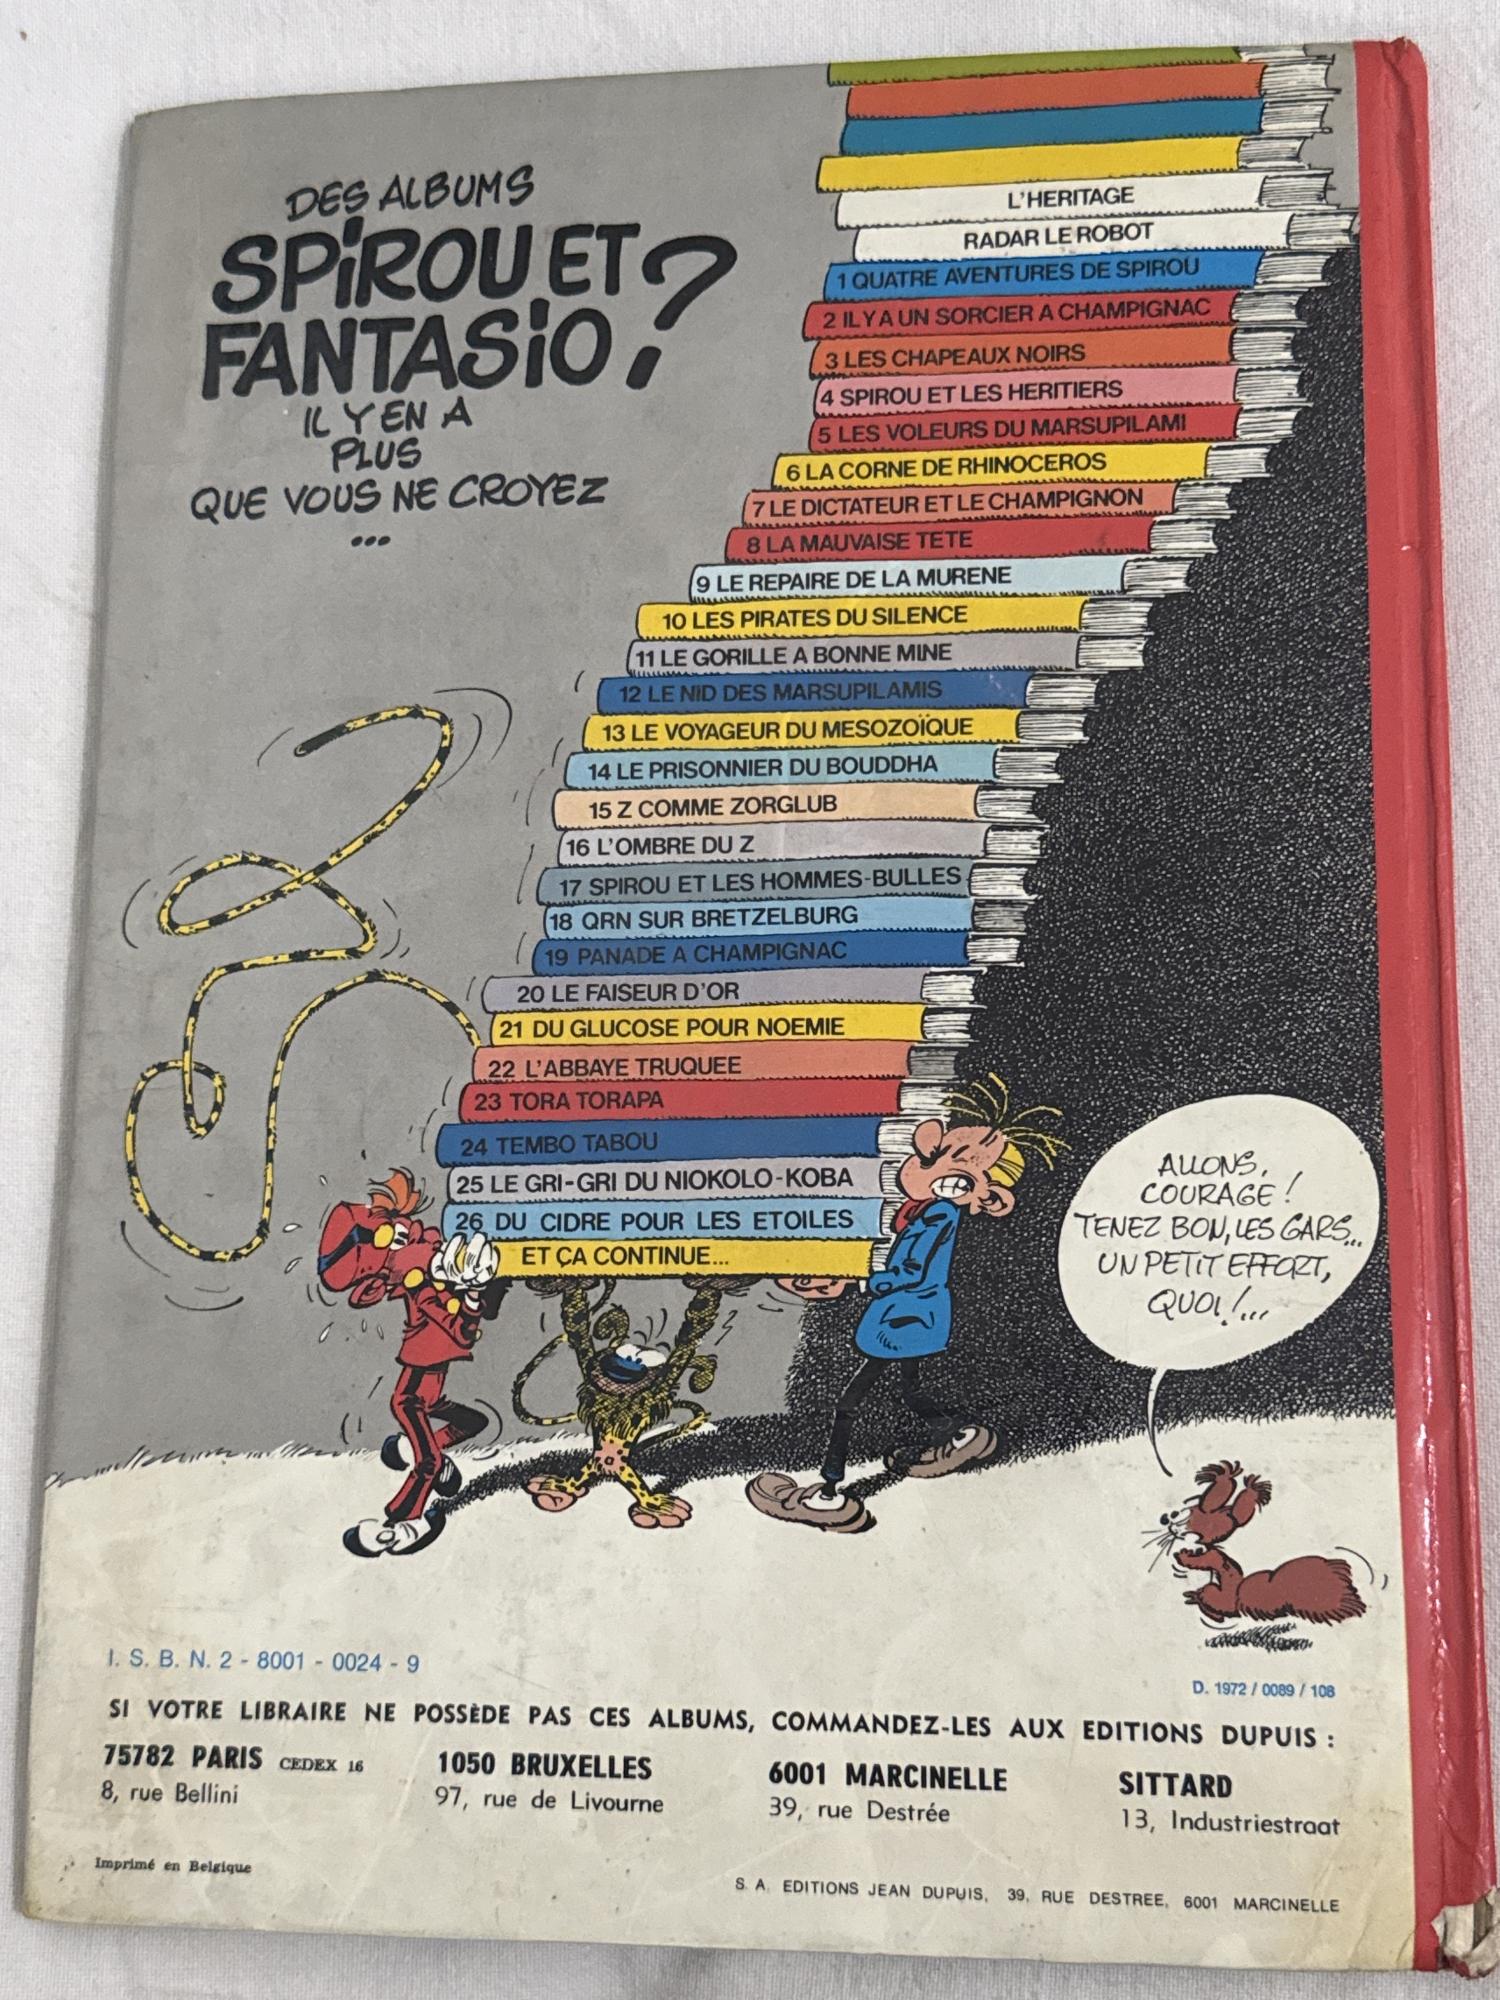 DES ALBUMS
SPIROU ET
FANTASIO ?
IL Y EN A
PLUS
QUE VOUS NE CROYEZ
...
L'HERITAGE
RADAR LE ROBOT
1 QUATRE AVENTURES DE SPIROU
2 IL Y A UN SORCIER A CHAMPIGNAC
3 LES CHAPEAUX NOIRS
4 SPIROU ET LES HERITIERS
5 LES VOLEURS DU MARSUPILAMI
6 LA CORNE DE RHINOCEROS
7 LE DICTATEUR ET LE CHAMPIGNON
8 LA MAUVAISE TETE
9 LE REPAIRE DE LA MURENE
10 LES PIRATES DU SILENCE
11 LE GORILLE A BONNE MINE
12 LE NID DES MARSUPILAMIS
13 LE VOYAGEUR DU MESOZOÏQUE
14 LE PRISONNIER DU BOUDDHA
15 Z COMME ZORGLUB
16 L'OMBRE DU Z
17 SPIROU ET LES HOMMES-BULLES
18 QRN SUR BRETZELBURG
19 PANADE A CHAMPIGNAC
20 LE FAISEUR D'OR
21 DU GLUCOSE POUR NOEMIE
22 L'ABBAYE TRUQUEE
23 TORA TORAPA
24 TEMBO TABOU
25 LE GRI-GRI DU NIOKOLO-KOBA
26 DU CIDRE POUR LES ETOILES
ET ÇA CONTINUE...
ALLONS,
COURAGE !
TENEZ BON, LES GARS...
UN PETIT EFFORT,
QUOI !...
I. S. B. N. 2 - 8001 - 0024 - 9
D. 1972 / 0089 / 108
SI VOTRE LIBRAIRE NE POSSÈDE PAS CES ALBUMS, COMMANDEZ-LES AUX EDITIONS DUPUIS :
75782 PARIS CEDEX 16
8, rue Bellini
1050 BRUXELLES
97, rue de Livourne
6001 MARCINELLE
39, rue Destrée
SITTARD
13, Industriestraat
Imprimé en Belgique
S. A. EDITIONS JEAN DUPUIS, 39, RUE DESTREE, 6001 MARCINELLE